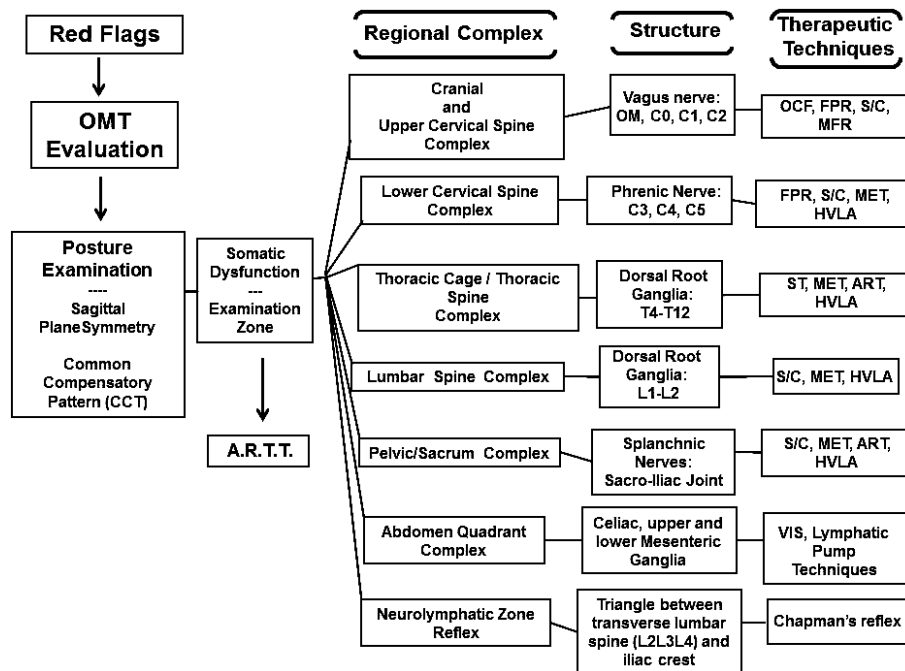 Red Flags
OMT
Evaluation
Posture
Examination
----
Sagittal
PlaneSymmetry
Common
Compensatory
Pattern (CCT)
Somatic
Dysfunction
---
Examination
Zone
A.R.T.T.
Regional Complex
Structure
Therapeutic
Techniques
Cranial
and
Upper Cervical Spine
Complex
Vagus nerve:
OM, C0, C1, C2
OCF, FPR, S/C,
MFR
Lower Cervical Spine
Complex
Phrenic Nerve:
C3, C4, C5
FPR, S/C, MET,
HVLA
Thoracic Cage / Thoracic
Spine
Complex
Dorsal Root
Ganglia:
T4-T12
ST, MET, ART,
HVLA
Lumbar Spine Complex
Dorsal Root
Ganglia:
L1-L2
S/C, MET, HVLA
Pelvic/Sacrum Complex
Splanchnic
Nerves:
Sacro-Iliac Joint
S/C, MET, ART,
HVLA
Abdomen Quadrant
Complex
Celiac, upper and
lower Mesenteric
Ganglia
VIS, Lymphatic
Pump
Techniques
Neurolymphatic Zone
Reflex
Triangle between
transverse lumbar
spine (L2L3L4) and
iliac crest
Chapman's reflex